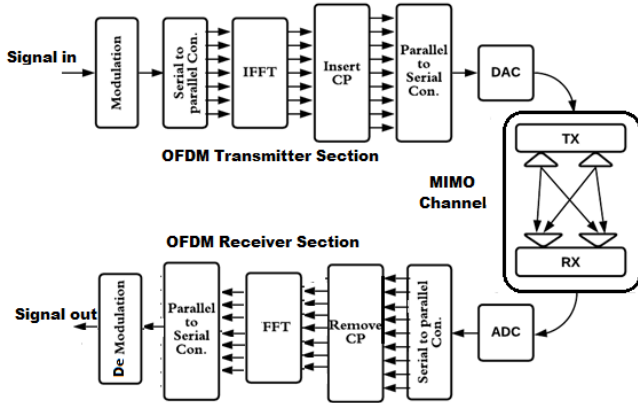 Signal in
Modulation
Serial to
parallel Con.
IFFT
Insert
CP
Parallel
to
Serial
Con.
DAC
OFDM Transmitter Section
TX
MIMO
Channel
RX
OFDM Receiver Section
Signal out
De Modulation
Parallel
to
Serial
Con.
FFT
Remove
CP
Serial to parallel
Con.
ADC